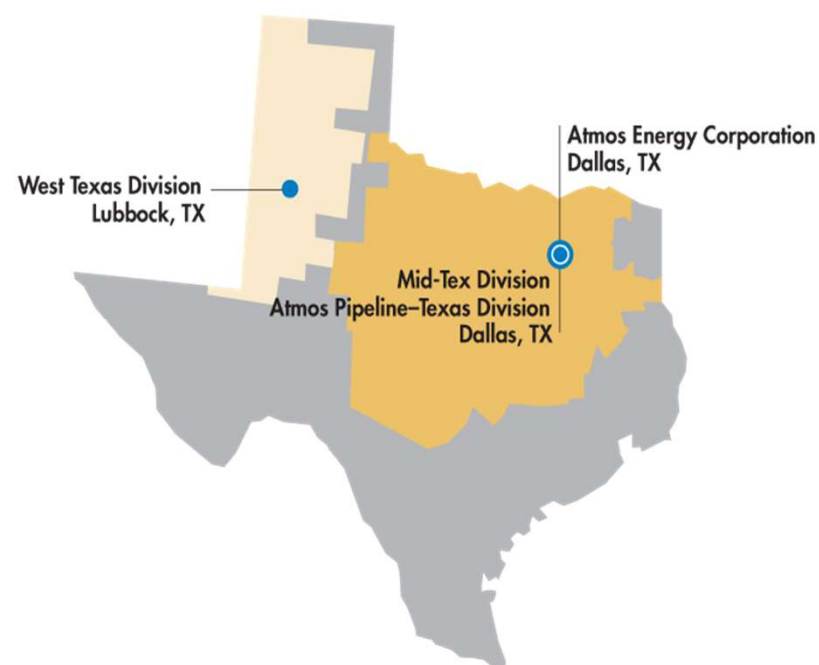 Atmos Energy Corporation
Dallas, TX
West Texas Division
Lubbock, TX
Mid-Tex Division
Atmos Pipeline–Texas Division
Dallas, TX